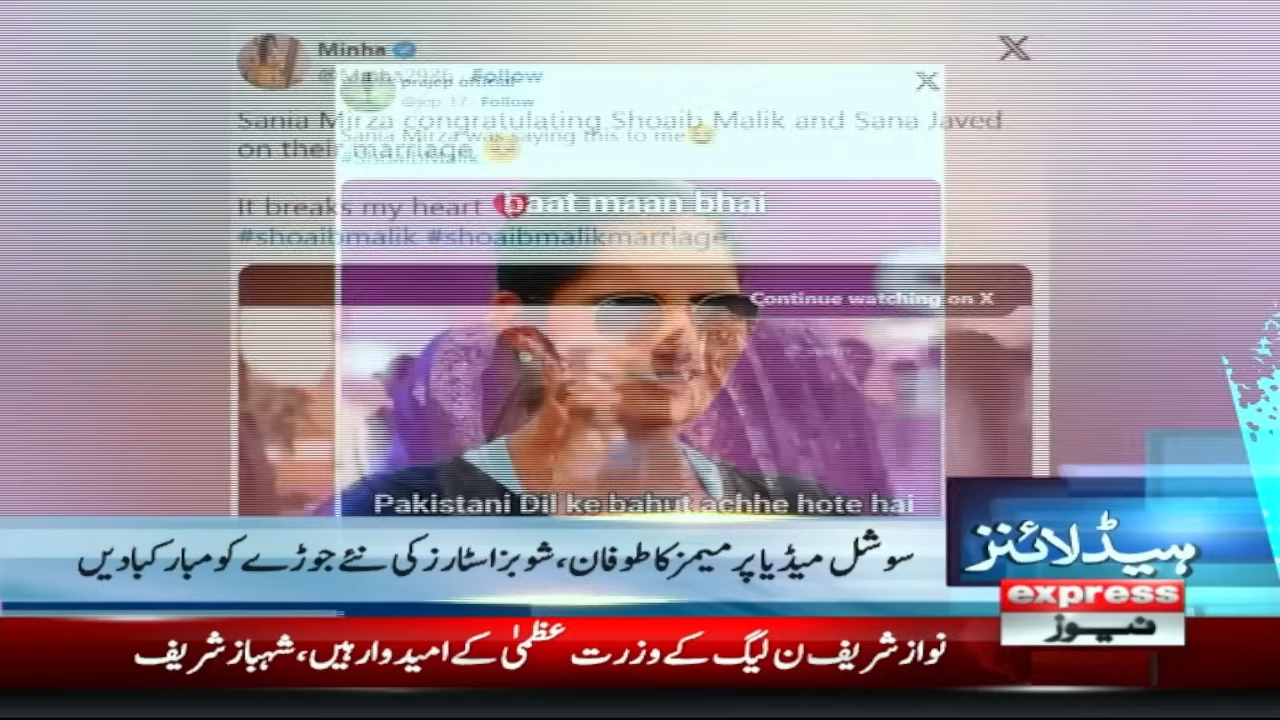 Minha
Follow
Follow
Sania Mirza congratulating Shoaib Malik and Sana Javed
Sania Mirza was saying this to me
on their marriage
It breaks my heart
baat maan bhai
#shoaibmalik #shoaibmalikmarriage
Continue watching on X
Pakistani Dil ke bahut achhe hote hai
سوشل میڈیا پر میمز کا طوفان، شوبز اسٹارز کی نئے جوڑے کو مبارکبادیں
ہیڈلائنز
express
نیوز
نواز شریف ن لیگ کے وزرت عظمیٰ کے امیدوار ہیں، شہباز شریف